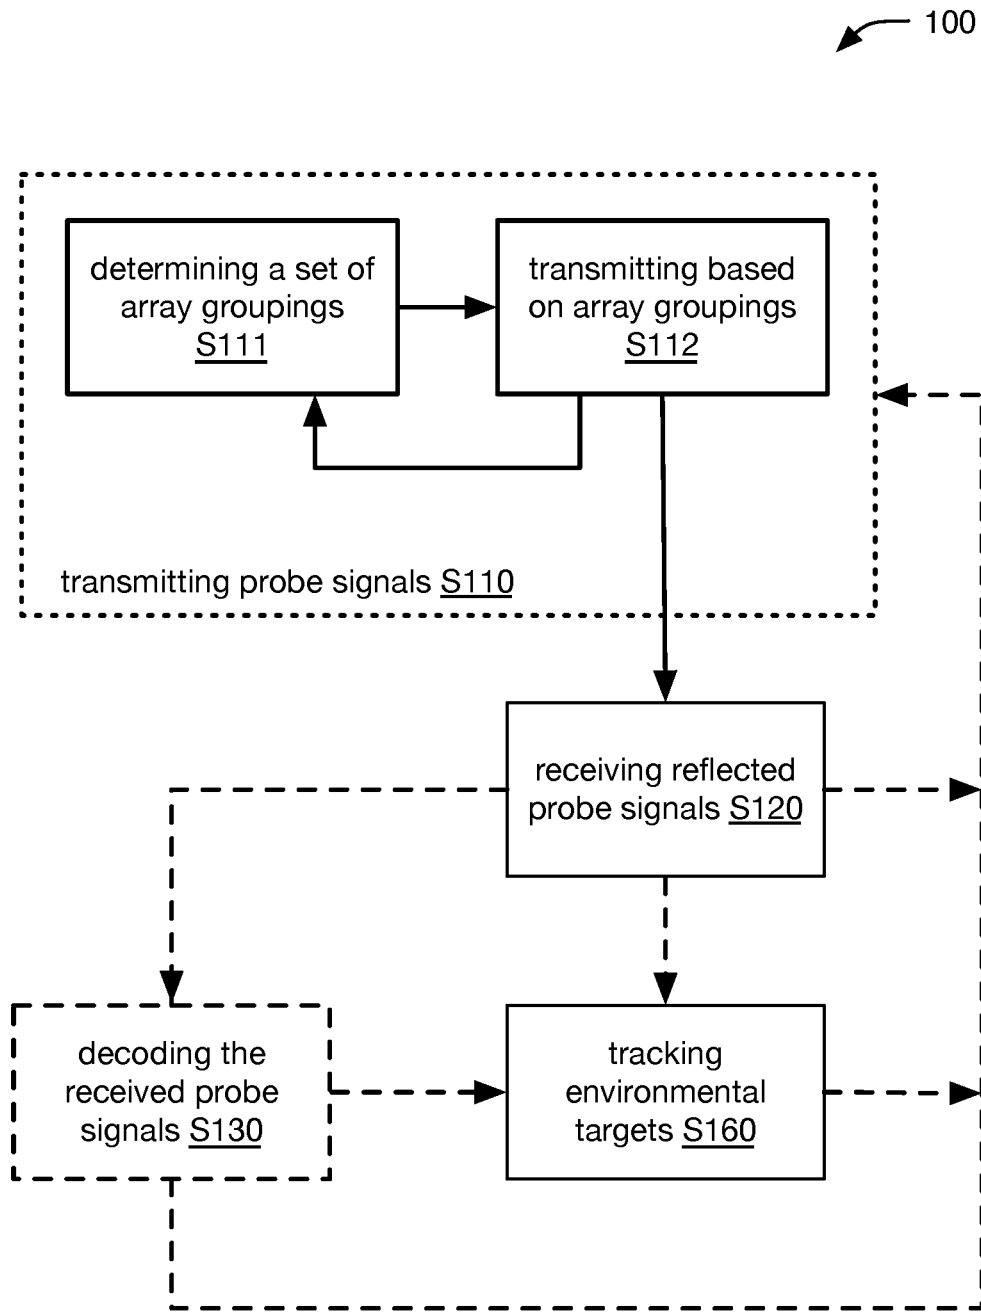 100
determining a set of
array groupings
S111
transmitting based
on array groupings
S112
transmitting probe signals S110
receiving reflected
probe signals S120
decoding the
received probe
signals S130
tracking
environmental
targets S160